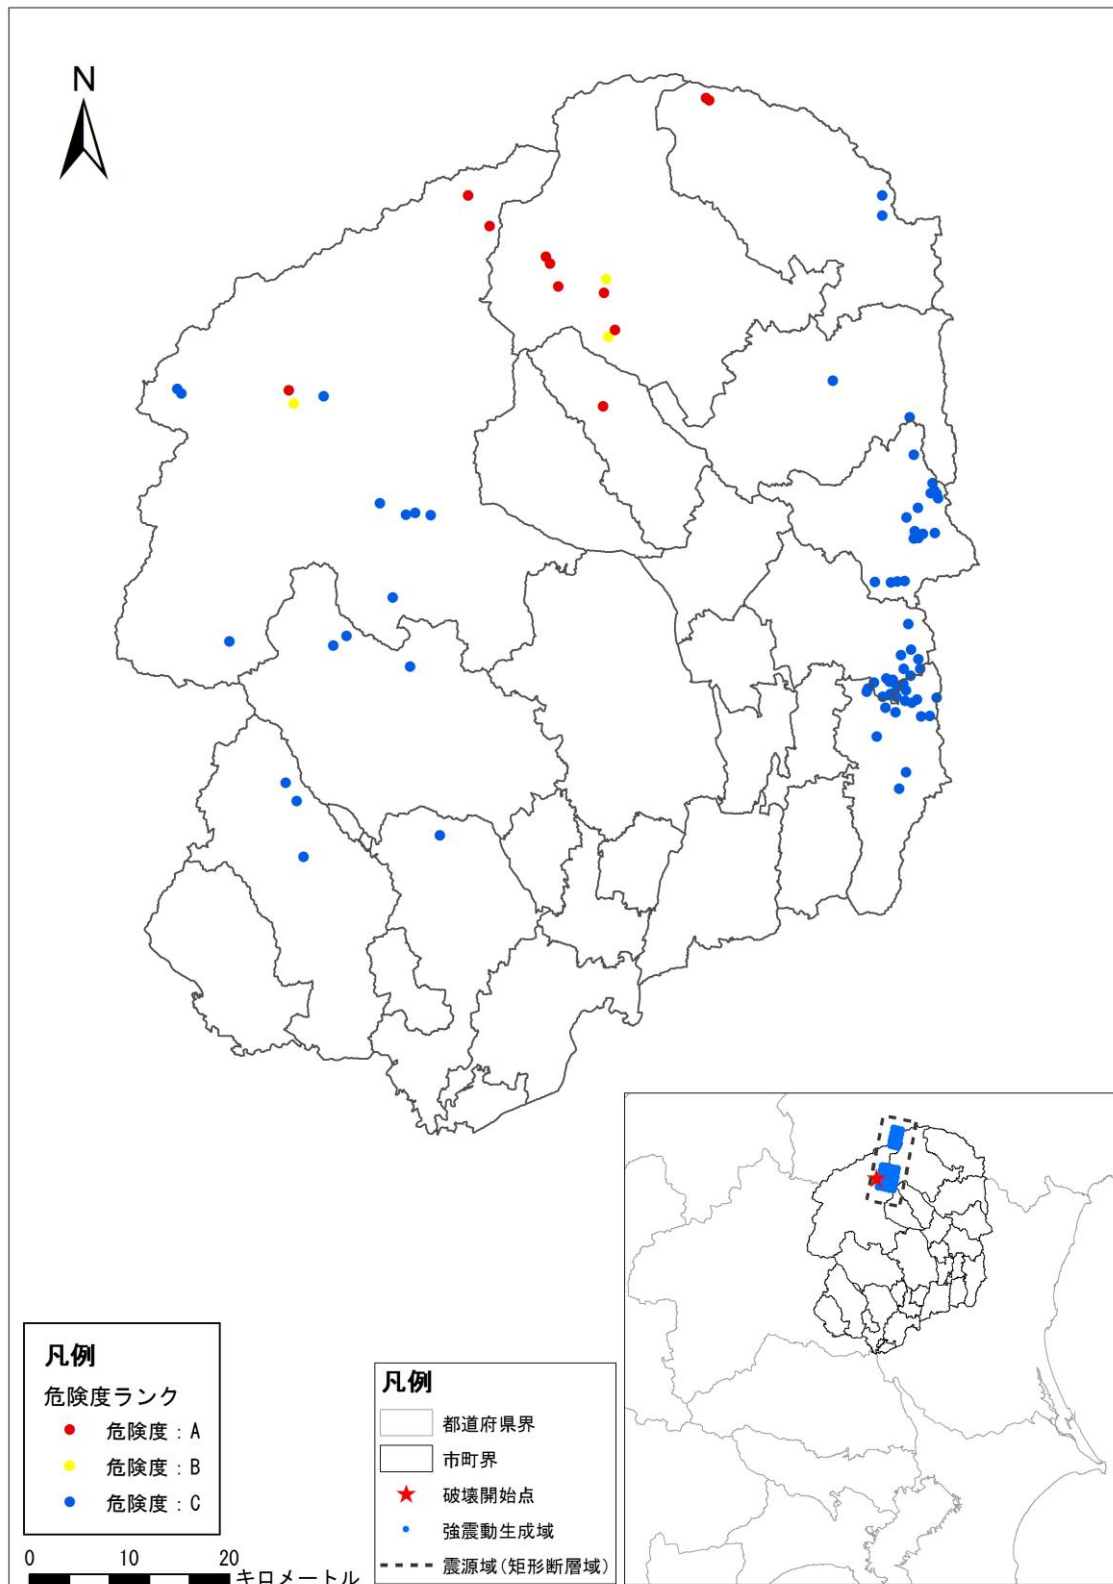 N
凡例
危険度ランク
危険度：A
危険度：B
危険度：C
0 10 20
キロメートル
凡例
都道府県界
市町界
破壊開始点
強震動生成域
震源域(矩形断層域)